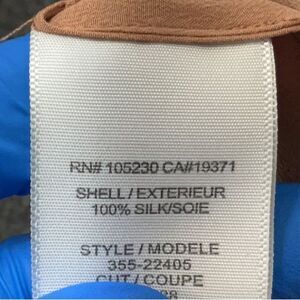 RN# 105230 CA#19371
SHELL / EXTERIEUR
100% SILK/SOIE
STYLE / MODELE
355-22405
CUT / COUPE